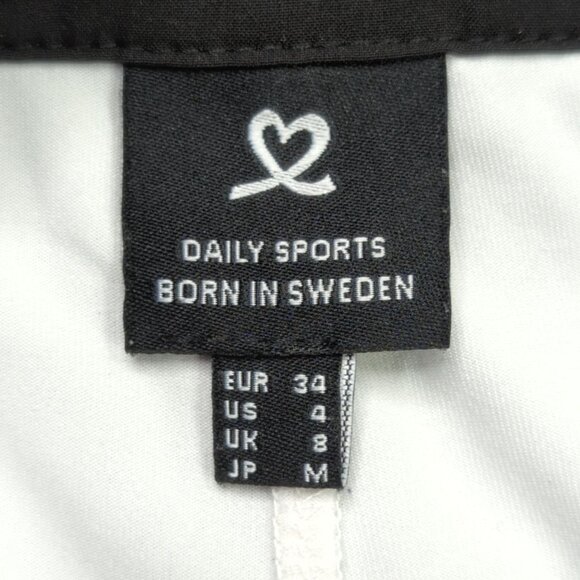 DAILY SPORTS
BORN IN SWEDEN
EUR 34
US 4
UK 8
JP M